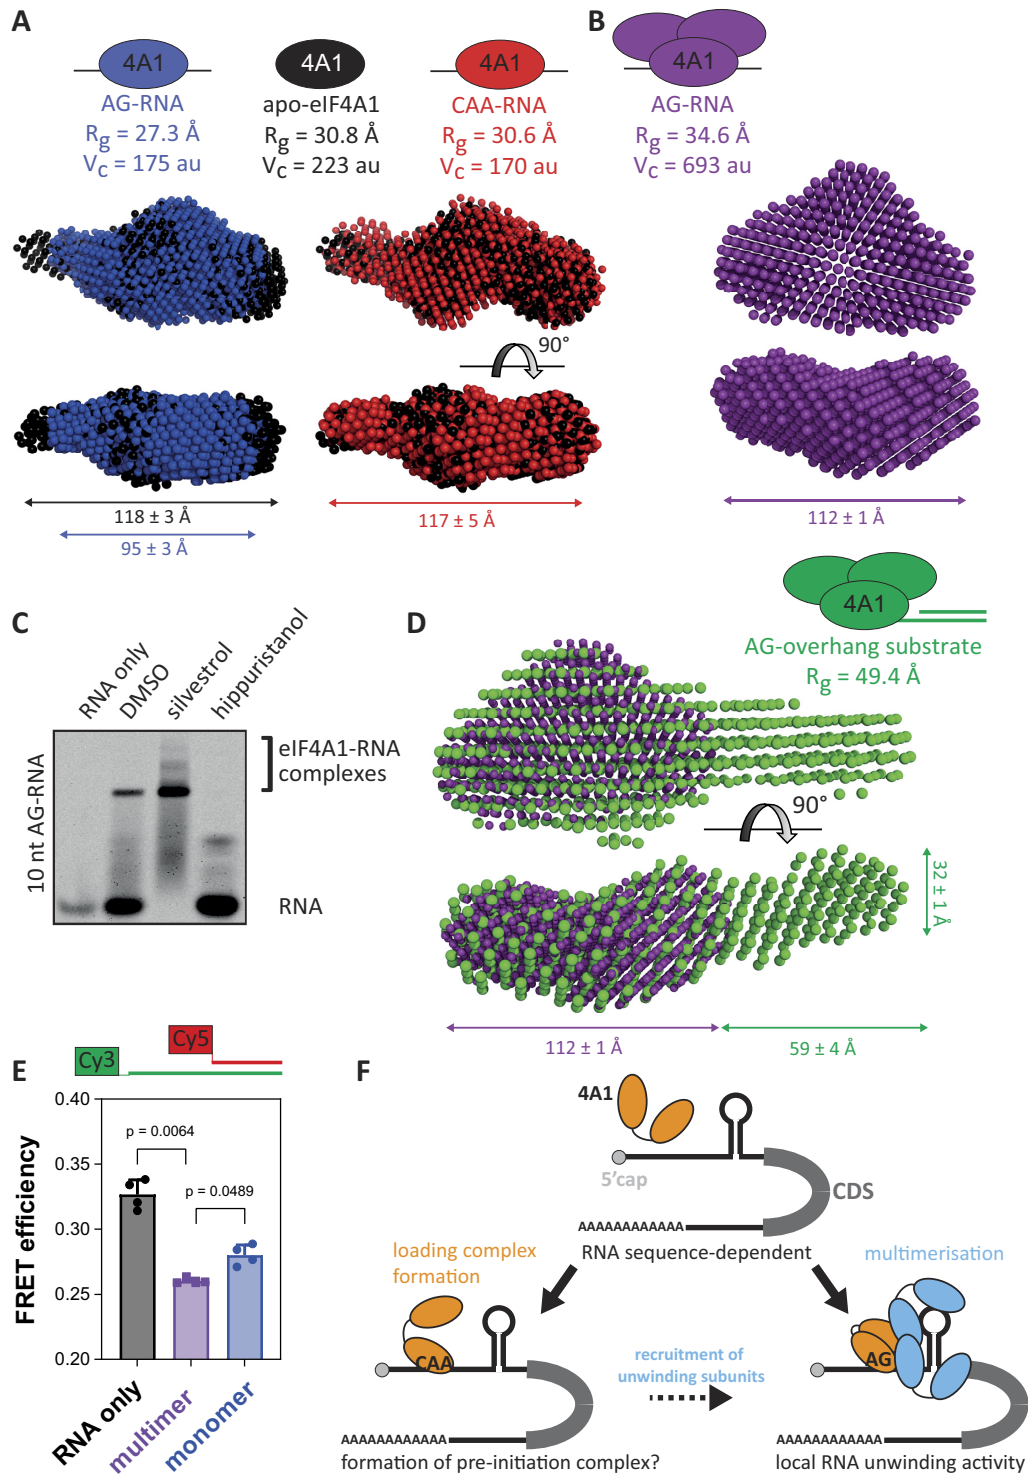 A
4A1
AG-RNA
Rg = 27.3 Å
Vc = 175 au
4A1
apo-eIF4A1
Rg = 30.8 Å
Vc = 223 au
4A1
CAA-RNA
Rg = 30.6 Å
Vc = 170 au
B
4A1
AG-RNA
Rg = 34.6 Å
Vc = 693 au
90°
118 ± 3 Å
95 ± 3 Å
117 ± 5 Å
112 ± 1 Å
C
RNA only
DMSO
silvestrol
hippuristanol
10 nt AG-RNA
eIF4A1-RNA
complexes
RNA
D
4A1
AG-overhang substrate
Rg = 49.4 Å
90°
32 ± 1 Å
112 ± 1 Å
59 ± 4 Å
E
Cy3
Cy5
FRET efficiency
0.40
0.35
0.30
0.25
0.20
p = 0.0064
p = 0.0489
RNA only
multimer
monomer
F
4A1
5'cap
CDS
AAAAAAAAAAAA
RNA sequence-dependent
loading complex
formation
multimerisation
CAA
AG
recruitment of
unwinding subunits
AAAAAAAAAAAA
AAAAAAAAAAAA
formation of pre-initiation complex?
local RNA unwinding activity